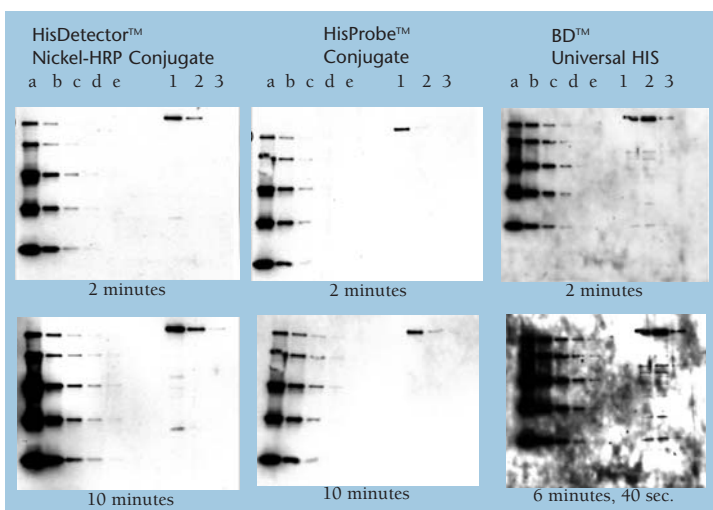 HisDetector™
Nickel-HRP Conjugate
a b c d e 1 2 3
HisProbe™
Conjugate
a b c d e 1 2 3
BD™
Universal HIS
a b c d e 1 2 3
2 minutes
2 minutes
2 minutes
10 minutes
10 minutes
6 minutes, 40 sec.